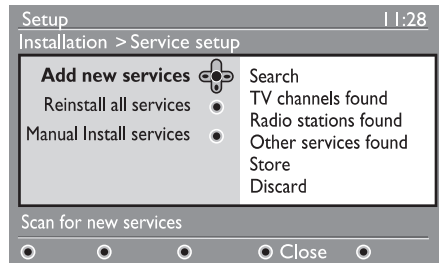 Setup 11:28
Installation > Service setup
Add new services
Reinstall all services
Manual Install services
Search
TV channels found
Radio stations found
Other services found
Store
Discard
Scan for new services
Close